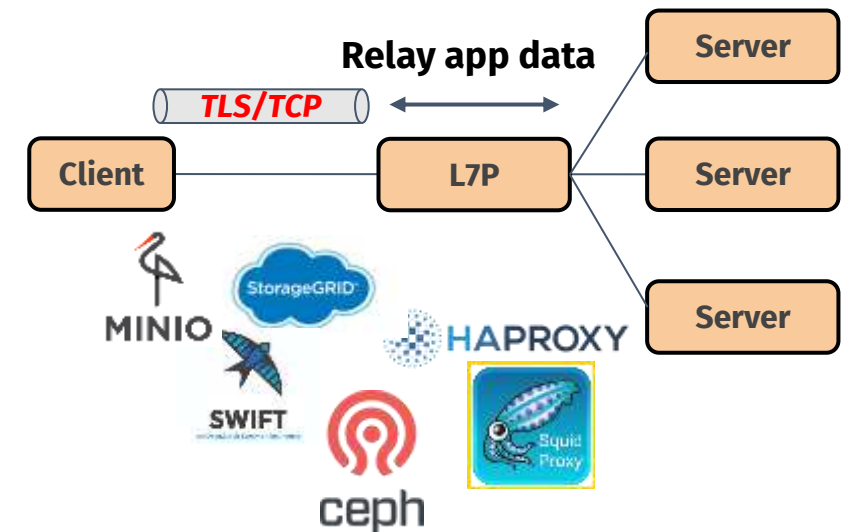 Server
Relay app data
TLS/TCP
Client
L7P
Server
Server
StorageGRID
MINIO
HAPROXY
SWIFT
Squid
Proxy
ceph